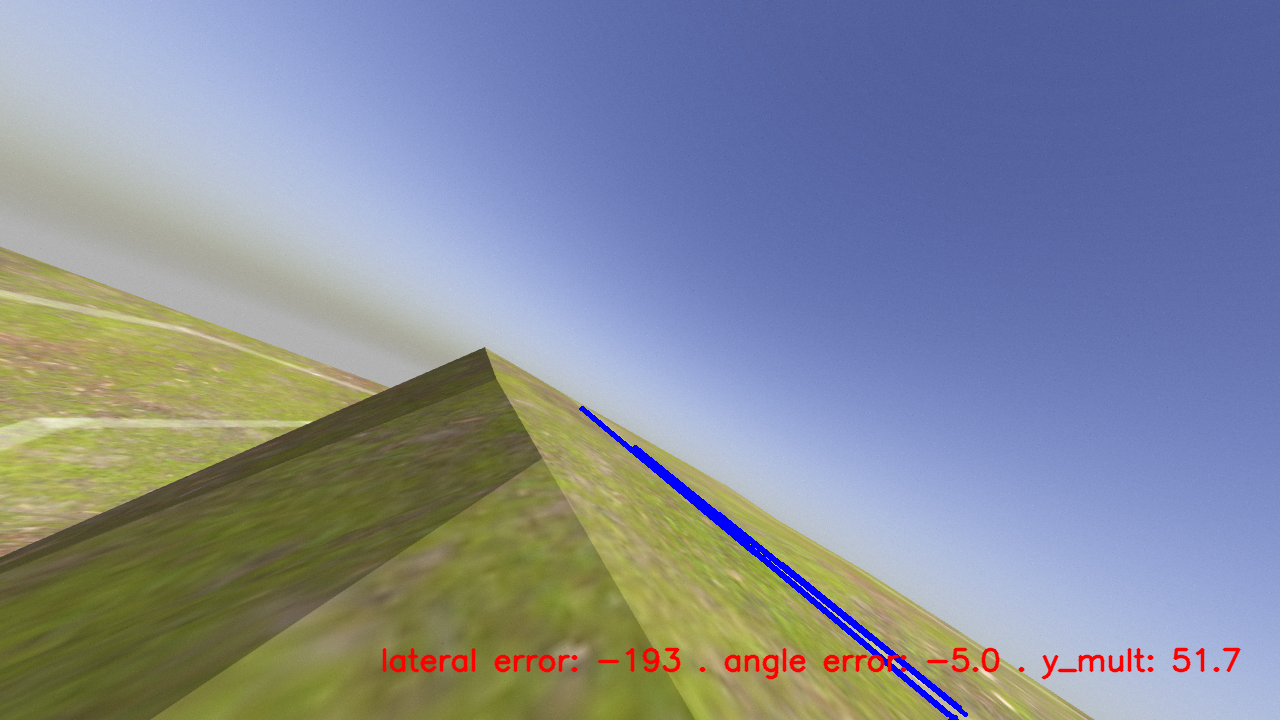 lateral error: −193 . angle error: −5.0 . y_mult: 51.7